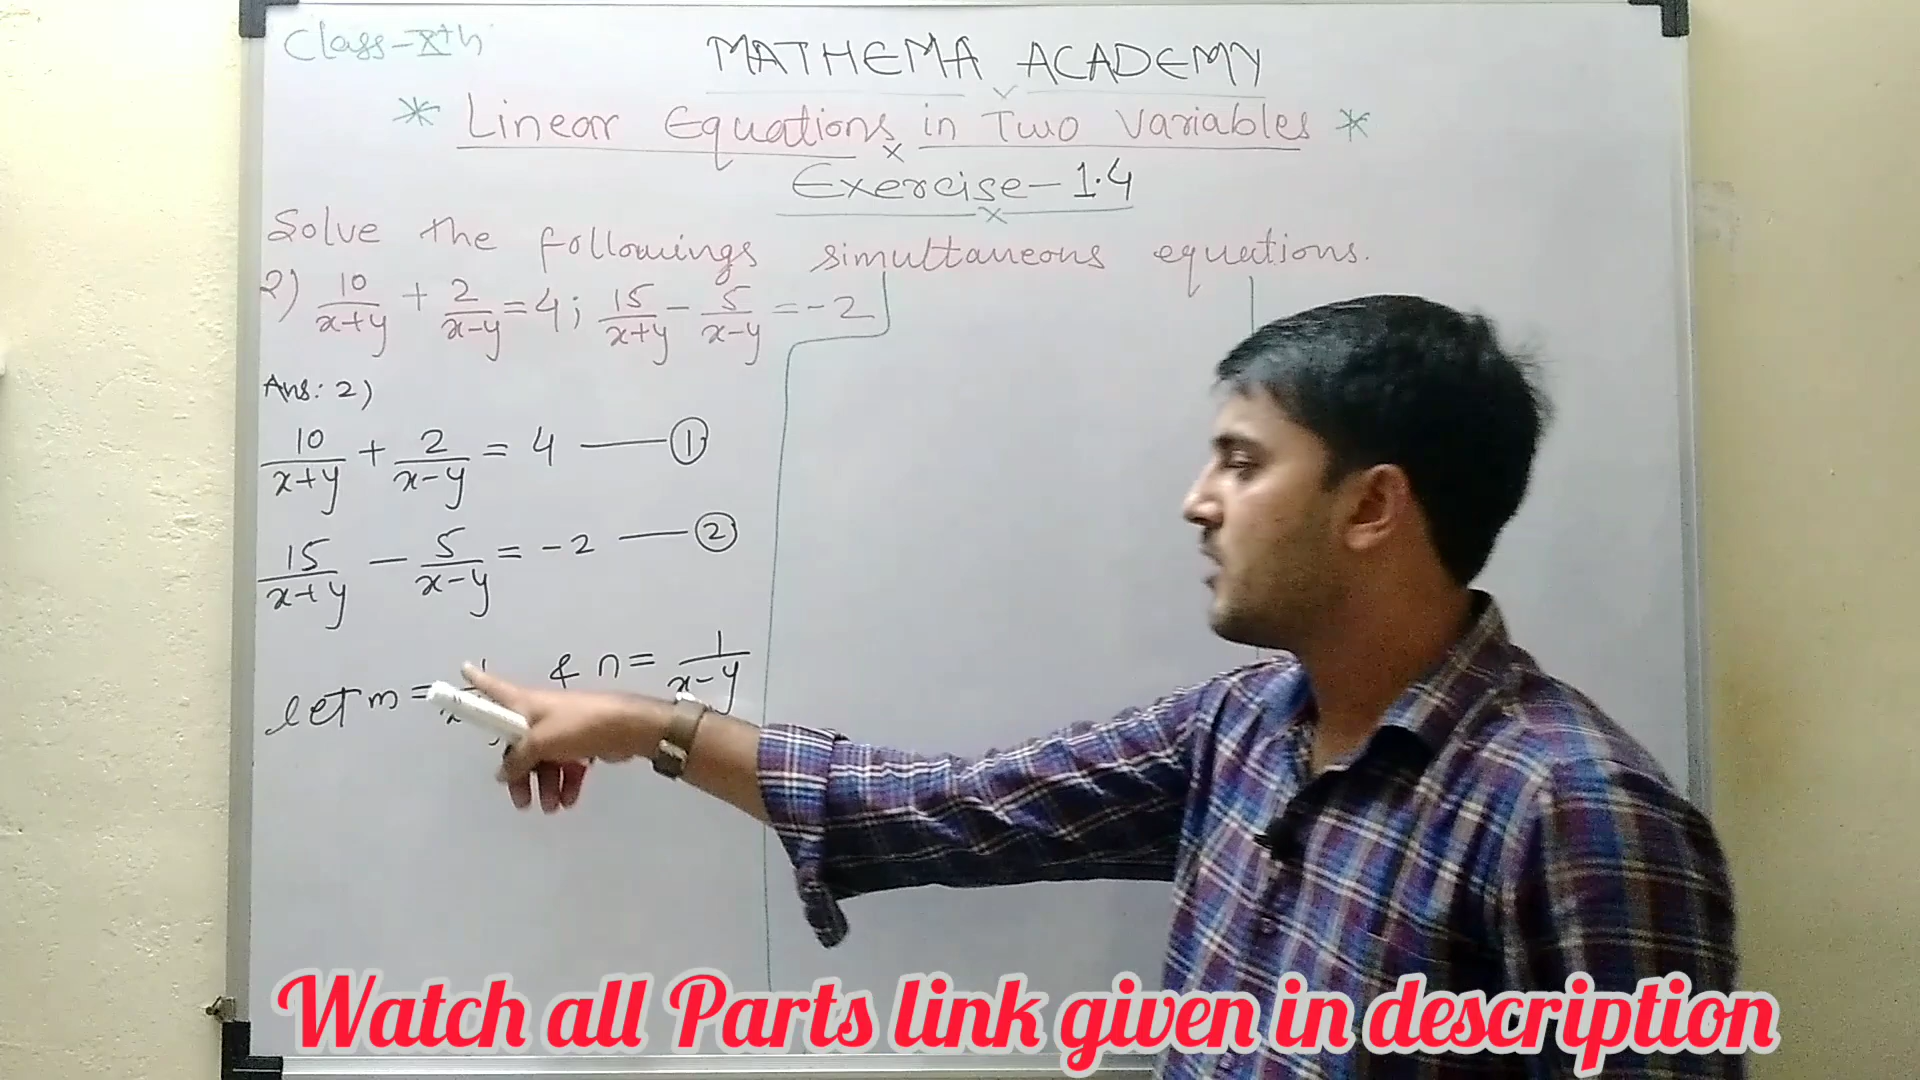 Class-Xth
MATHEMA ACADEMY
* Linear Equations in Two Variables *
Exercise-1.4
Solve the followings simultaneous equations.
2) 10/(x+y) + 2/(x-y) = 4; 15/(x+y) - 5/(x-y) = -2
Ans: 2)
10/(x+y) + 2/(x-y) = 4 —— ①
15/(x+y) - 5/(x-y) = -2 —— ②
let m = & n = 1/(x-y)
Watch all Parts link given in description